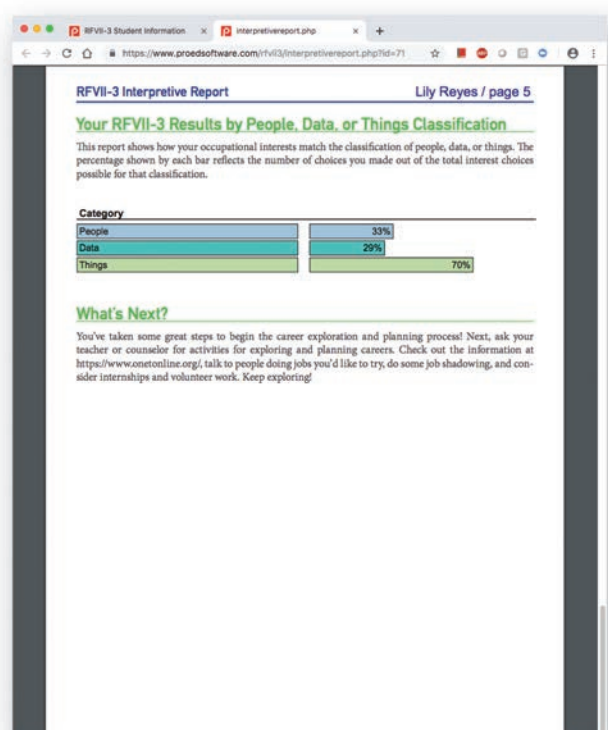 RFVII-3 Student Information
interpretivereport.php
https://www.proedsoftware.com/rfvii3/interpretivereport.php?id=71
RFVII-3 Interpretive Report
Lily Reyes / page 5
Your RFVII-3 Results by People, Data, or Things Classification
This report shows how your occupational interests match the classification of people, data, or things. The
percentage shown by each bar reflects the number of choices you made out of the total interest choices
possible for that classification.
Category
People 33%
Data 29%
Things 70%
What's Next?
You've taken some great steps to begin the career exploration and planning process! Next, ask your
teacher or counselor for activities for exploring and planning careers. Check out the information at
https://www.onetonline.org/, talk to people doing jobs you'd like to try, do some job shadowing, and con-
sider internships and volunteer work. Keep exploring!